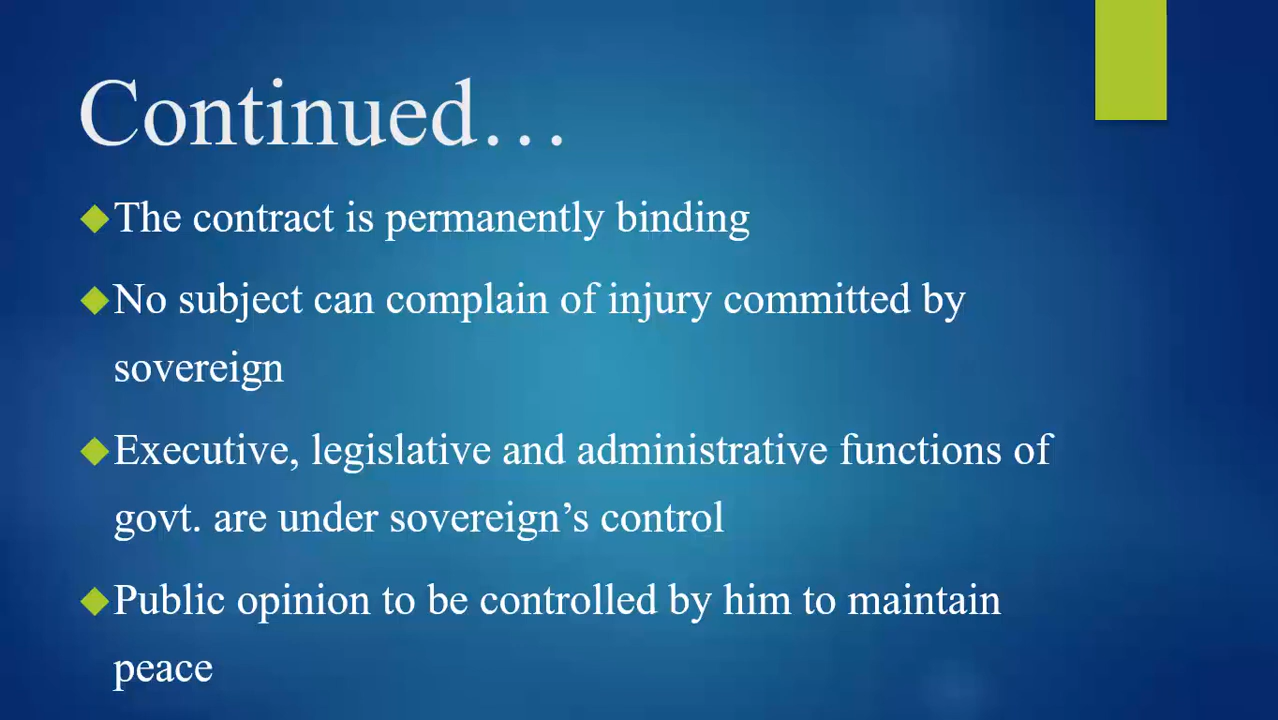 Continued…
The contract is permanently binding
No subject can complain of injury committed by
sovereign
Executive, legislative and administrative functions of
govt. are under sovereign’s control
Public opinion to be controlled by him to maintain
peace